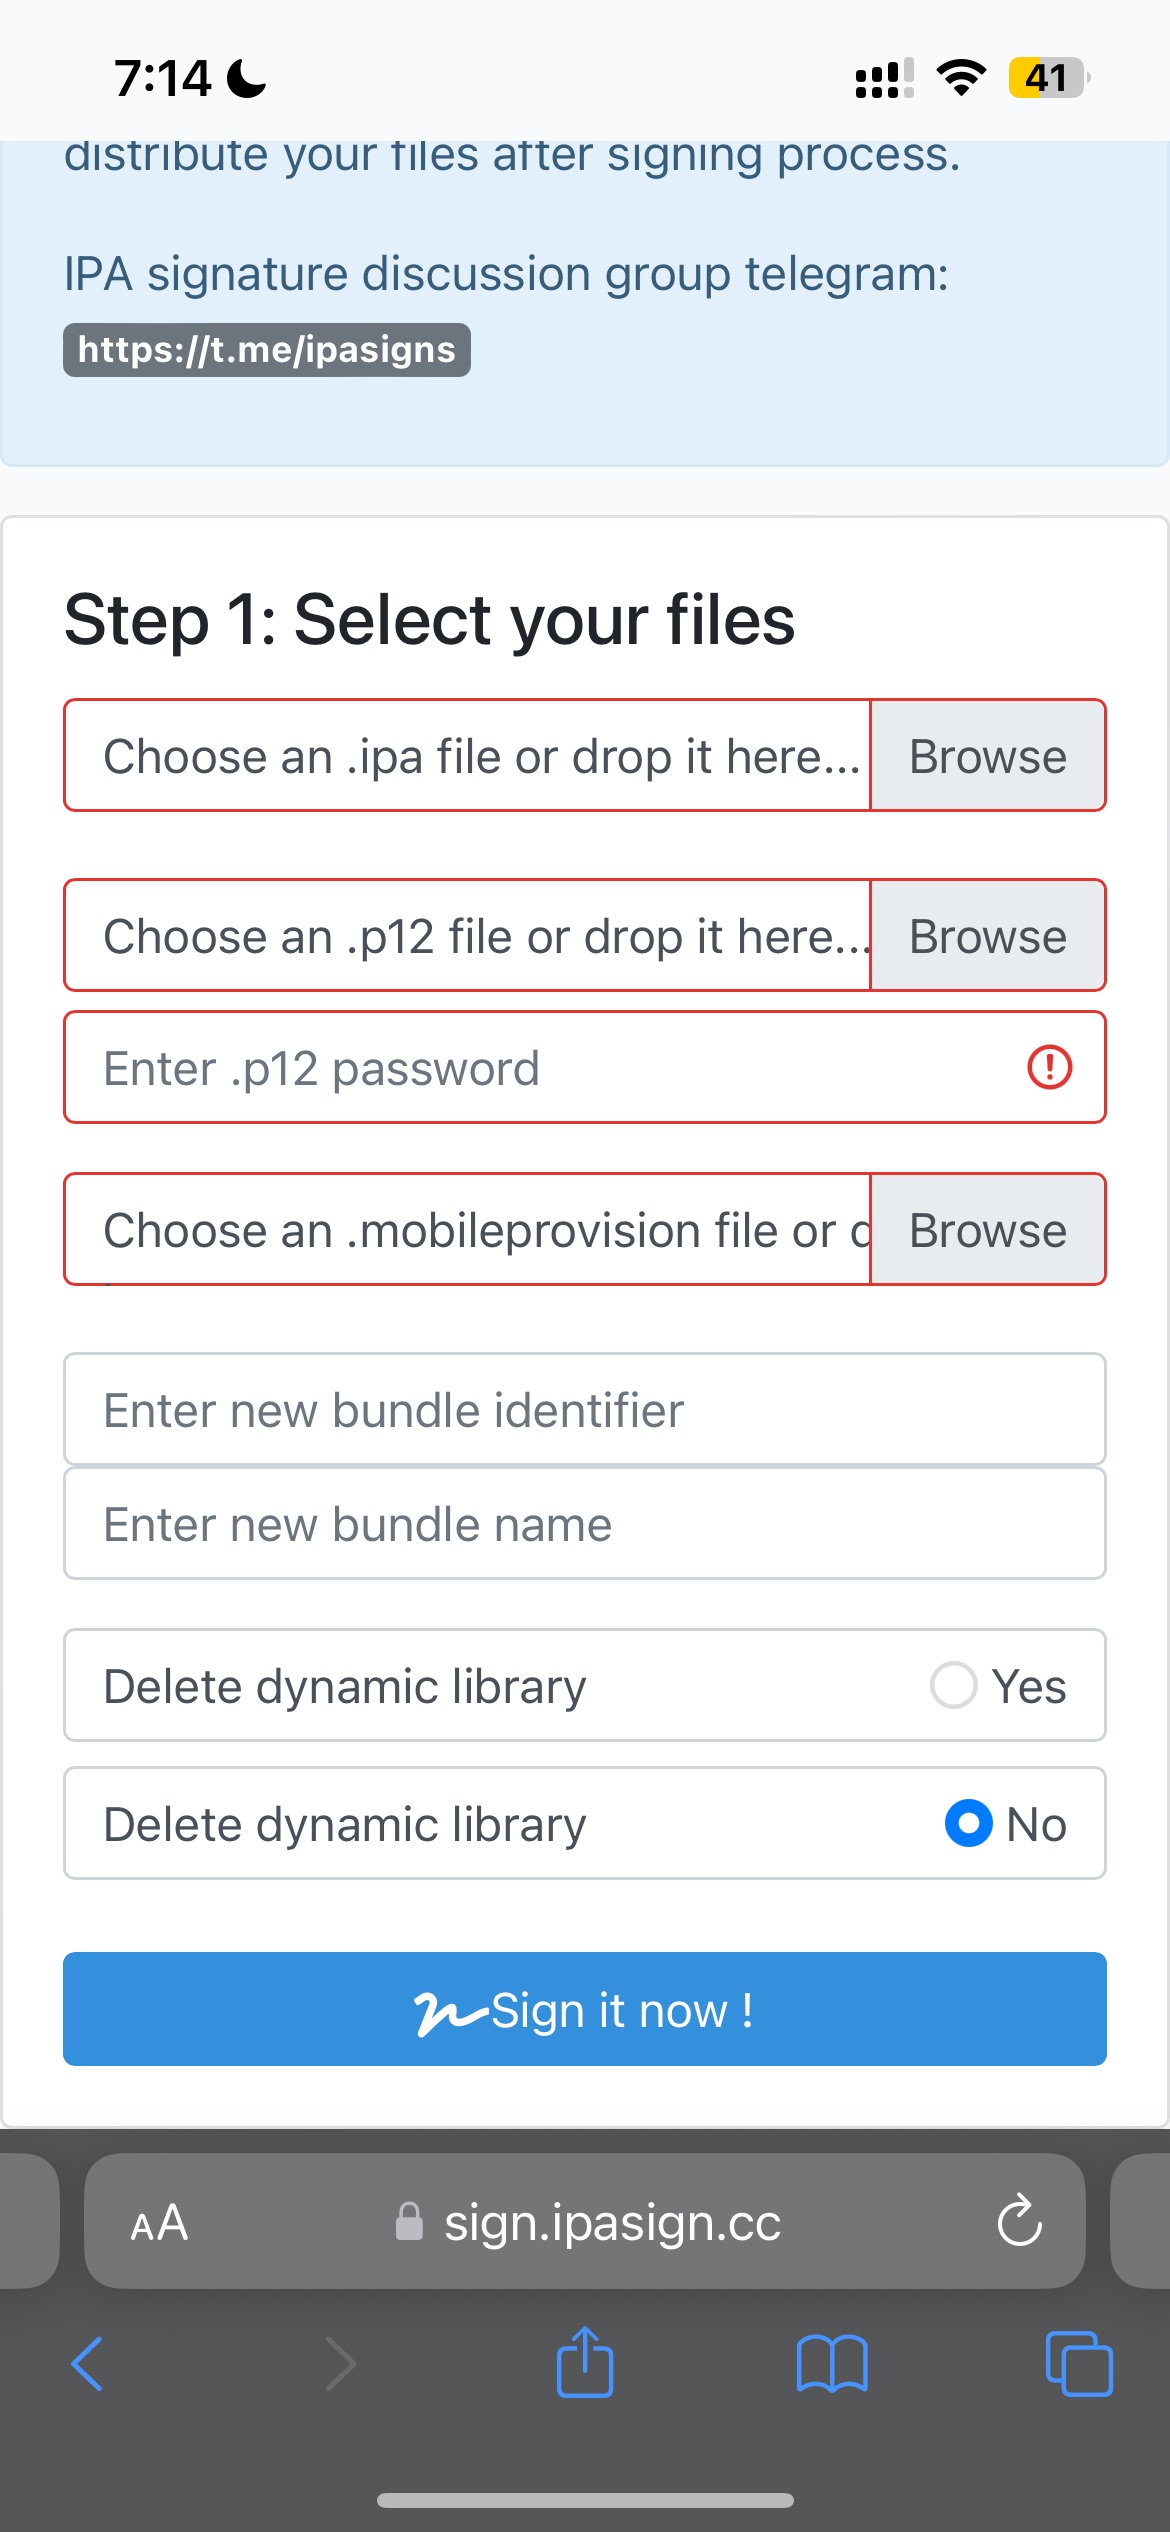 7:14
41
distribute your files after signing process.
IPA signature discussion group telegram:
https://t.me/ipasigns
Step 1: Select your files
Choose an .ipa file or drop it here... Browse
Choose an .p12 file or drop it here... Browse
Enter .p12 password
Choose an .mobileprovision file or d Browse
Enter new bundle identifier
Enter new bundle name
Delete dynamic library Yes
Delete dynamic library No
Sign it now !
AA sign.ipasign.cc